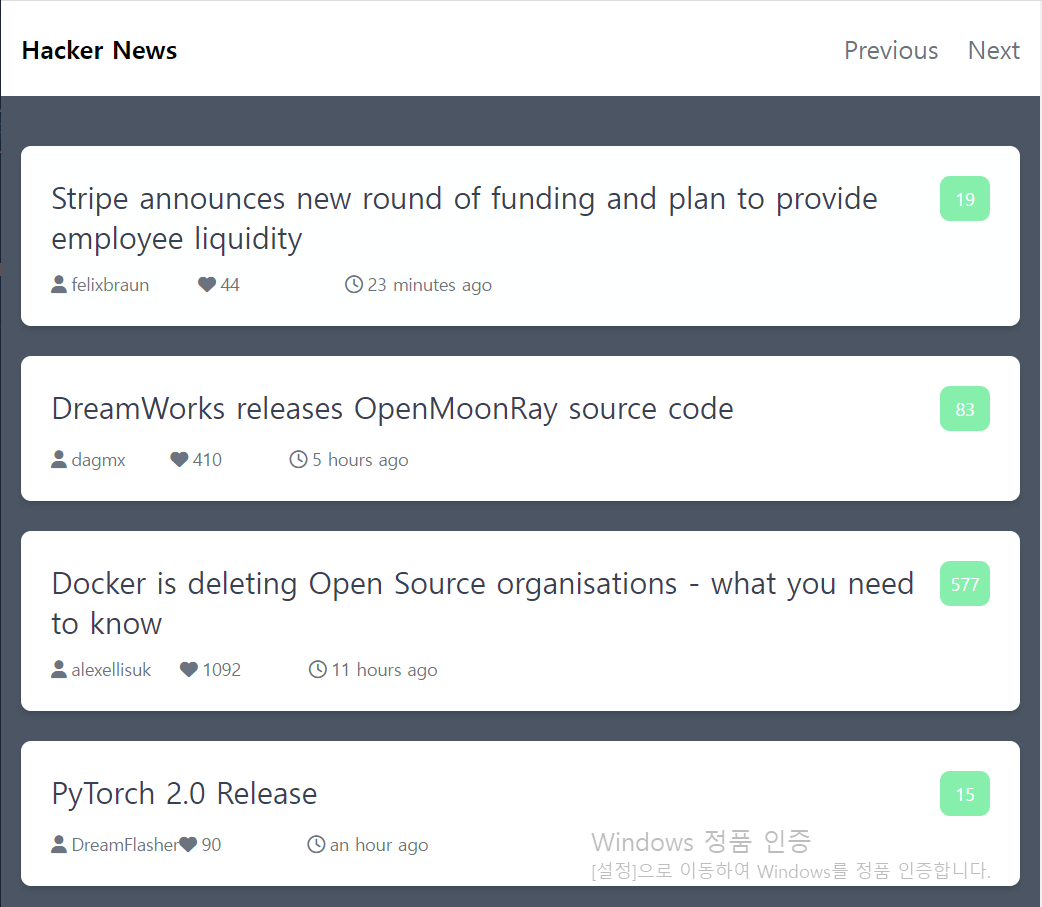 Hacker News
Previous Next
Stripe announces new round of funding and plan to provide
employee liquidity
19
felixbraun 44 23 minutes ago
DreamWorks releases OpenMoonRay source code
83
dagmx 410 5 hours ago
Docker is deleting Open Source organisations - what you need
to know
577
alexellisuk 1092 11 hours ago
PyTorch 2.0 Release
15
DreamFlasher 90 an hour ago
Windows 정품 인증
[설정]으로 이동하여 Windows를 정품 인증합니다.